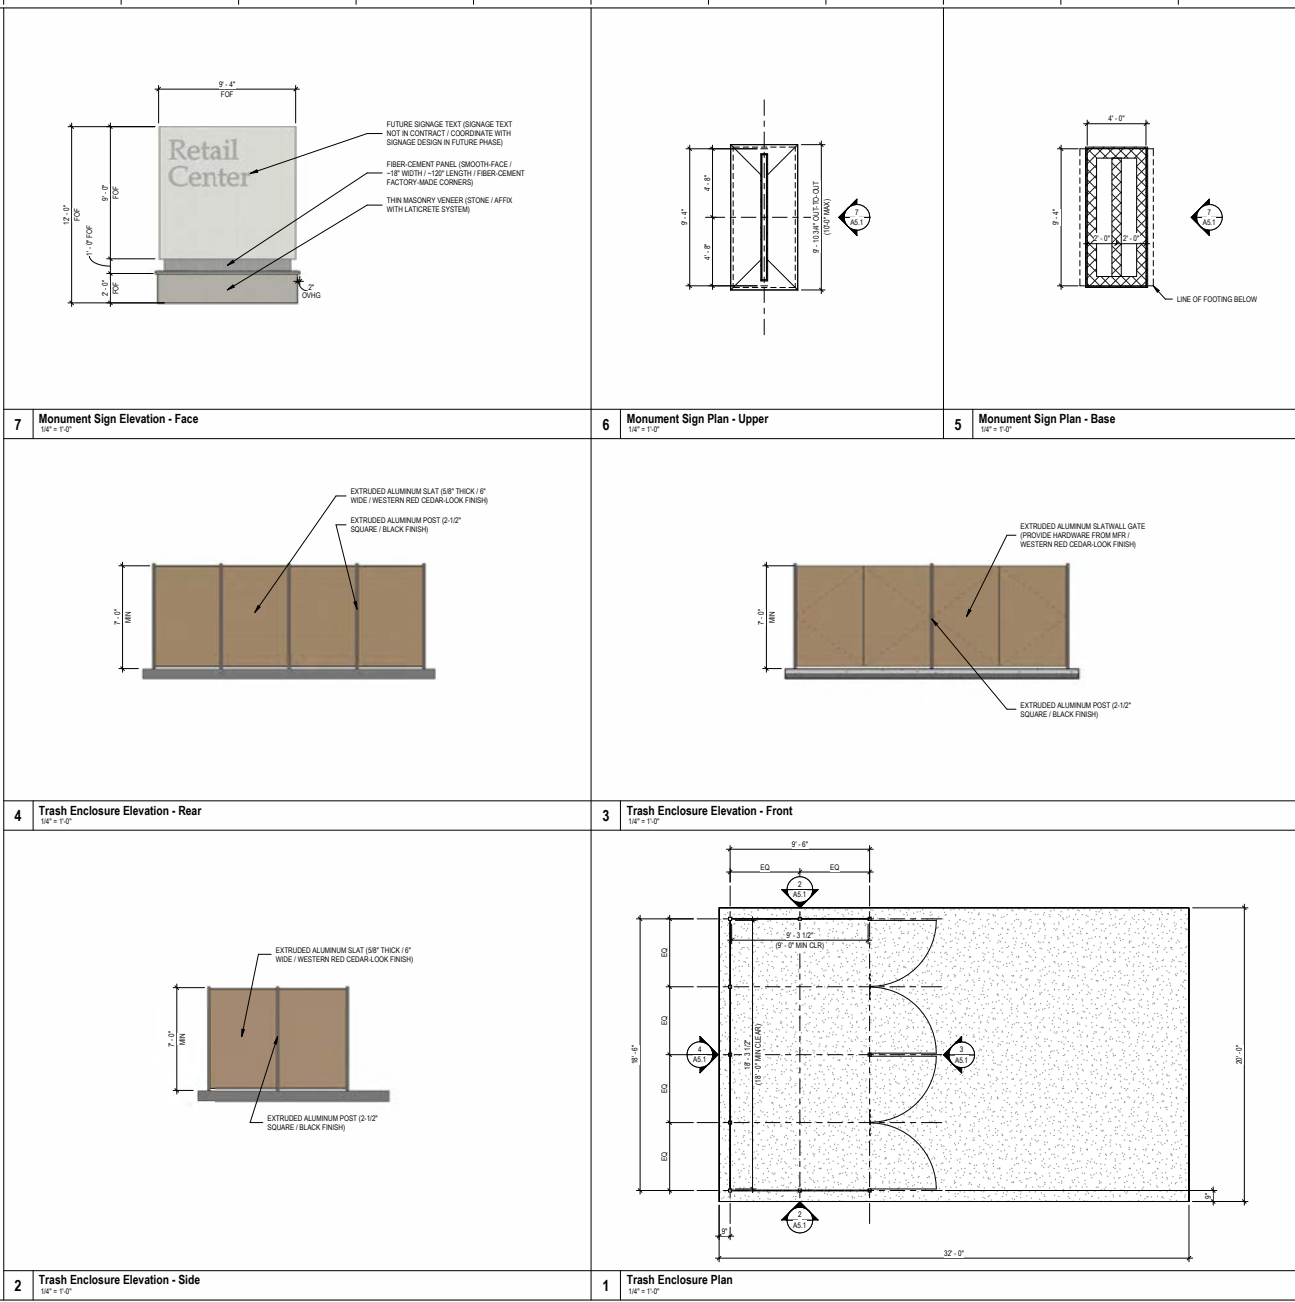 9' - 4"
FOF
12' - 0"
FOF
9' - 0"
FOF
1' - 0" FOF
2' - 0"
FOF
2"
OVHG
Retail
Center
FUTURE SIGNAGE TEXT (SIGNAGE TEXT
NOT IN CONTRACT / COORDINATE WITH
SIGNAGE DESIGN IN FUTURE PHASE)
FIBER-CEMENT PANEL (SMOOTH-FACE /
~18" WIDTH / ~120" LENGTH / FIBER-CEMENT
FACTORY-MADE CORNERS)
THIN MASONRY VENEER (STONE / AFFIX
WITH LATICRETE SYSTEM)
7
Monument Sign Elevation - Face
1/4" = 1'-0"
9' - 4"
4' - 8"
4' - 8"
9' - 10 3/4" OUT-TO-OUT
(10'-0" MAX)
7
A5.1
6
Monument Sign Plan - Upper
1/4" = 1'-0"
4' - 0"
9' - 4"
2' - 0"
2' - 0"
7
A5.1
LINE OF FOOTING BELOW
5
Monument Sign Plan - Base
1/4" = 1'-0"
EXTRUDED ALUMINUM SLAT (5/8" THICK / 6"
WIDE / WESTERN RED CEDAR-LOOK FINISH)
EXTRUDED ALUMINUM POST (2-1/2"
SQUARE / BLACK FINISH)
7' - 0"
MIN
4
Trash Enclosure Elevation - Rear
1/4" = 1'-0"
EXTRUDED ALUMINUM SLATWALL GATE
(PROVIDE HARDWARE FROM MFR /
WESTERN RED CEDAR-LOOK FINISH)
7' - 0"
MIN
EXTRUDED ALUMINUM POST (2-1/2"
SQUARE / BLACK FINISH)
3
Trash Enclosure Elevation - Front
1/4" = 1'-0"
EXTRUDED ALUMINUM SLAT (5/8" THICK / 6"
WIDE / WESTERN RED CEDAR-LOOK FINISH)
7' - 0"
MIN
EXTRUDED ALUMINUM POST (2-1/2"
SQUARE / BLACK FINISH)
2
Trash Enclosure Elevation - Side
1/4" = 1'-0"
9' - 6"
EQ
EQ
2
A5.1
9' - 3 1/2"
(9' - 0" MIN CLR)
18' - 6"
EQ
EQ
EQ
EQ
18' - 3 1/2"
(18' - 0" MIN CLEAR)
4
A5.1
3
A5.1
20' - 0"
9"
2
A5.1
9"
32' - 0"
1
Trash Enclosure Plan
1/4" = 1'-0"